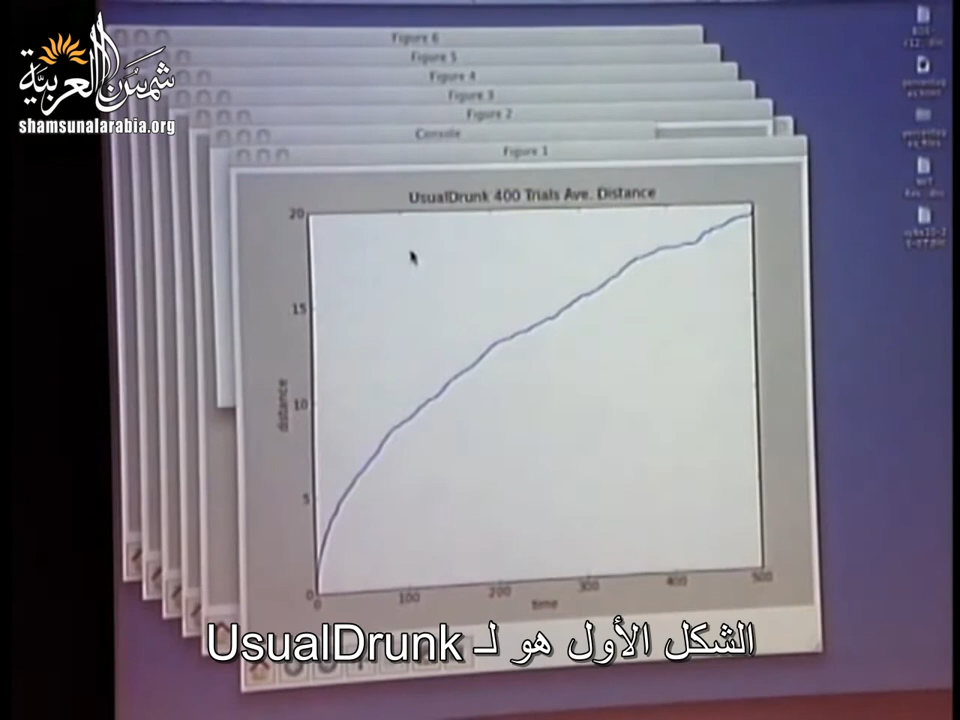 شمس العربية
shamsunalarabia.org
Figure 6
Figure 5
Figure 4
Figure 3
Figure 2
Console
Figure 1
UsualDrunk 400 Trials Ave. Distance
20
15
10
5
0
distance
0 100 200 300 400 500
time
الشكل الأول هو لـ UsualDrunk